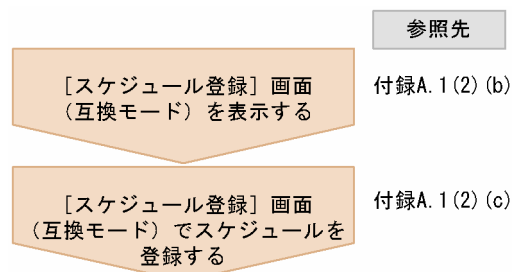 参照先
［スケジュール登録］画面
（互換モード）を表示する
付録A.1(2)(b)
［スケジュール登録］画面
（互換モード）でスケジュールを
登録する
付録A.1(2)(c)